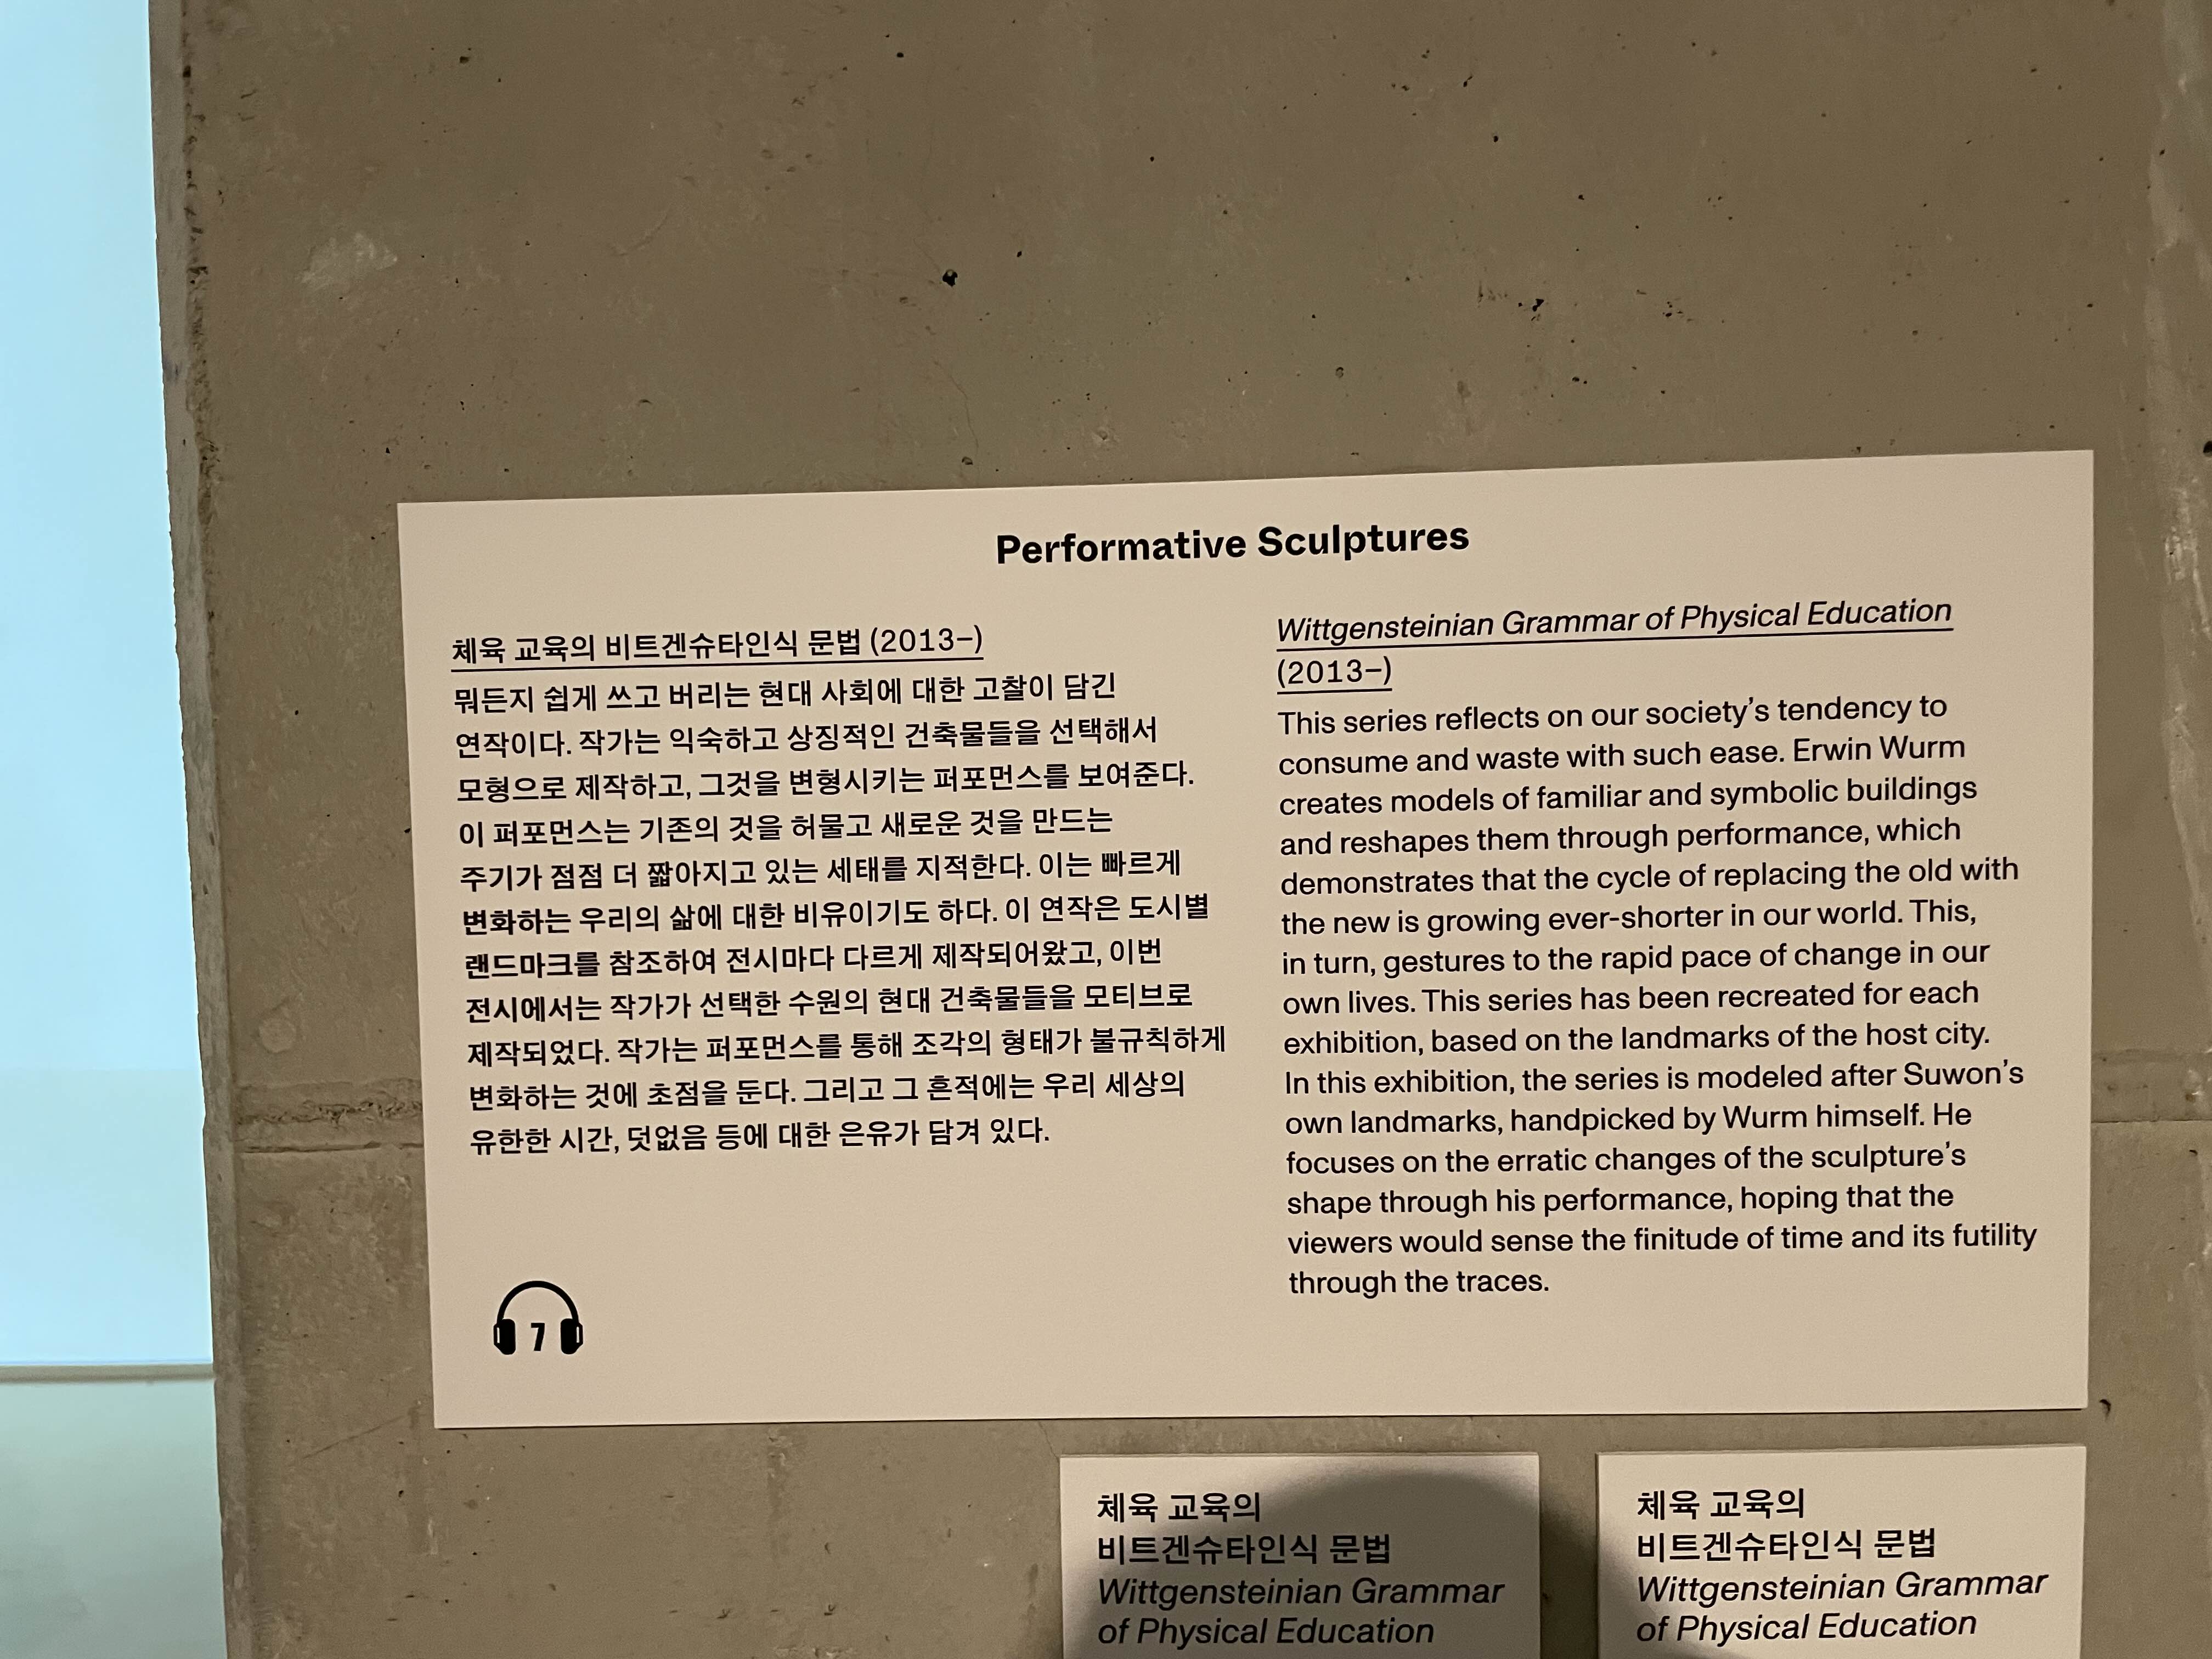 Performative Sculptures
체육 교육의 비트겐슈타인식 문법 (2013–)
뭐든지 쉽게 쓰고 버리는 현대 사회에 대한 고찰이 담긴
연작이다. 작가는 익숙하고 상징적인 건축물들을 선택해서
모형으로 제작하고, 그것을 변형시키는 퍼포먼스를 보여준다.
이 퍼포먼스는 기존의 것을 허물고 새로운 것을 만드는
주기가 점점 더 짧아지고 있는 세태를 지적한다. 이는 빠르게
변화하는 우리의 삶에 대한 비유이기도 하다. 이 연작은 도시별
랜드마크를 참조하여 전시마다 다르게 제작되어왔고, 이번
전시에서는 작가가 선택한 수원의 현대 건축물들을 모티브로
제작되었다. 작가는 퍼포먼스를 통해 조각의 형태가 불규칙하게
변화하는 것에 초점을 둔다. 그리고 그 흔적에는 우리 세상의
유한한 시간, 덧없음 등에 대한 은유가 담겨 있다.
7
Wittgensteinian Grammar of Physical Education
(2013–)
This series reflects on our society’s tendency to
consume and waste with such ease. Erwin Wurm
creates models of familiar and symbolic buildings
and reshapes them through performance, which
demonstrates that the cycle of replacing the old with
the new is growing ever-shorter in our world. This,
in turn, gestures to the rapid pace of change in our
own lives. This series has been recreated for each
exhibition, based on the landmarks of the host city.
In this exhibition, the series is modeled after Suwon’s
own landmarks, handpicked by Wurm himself. He
focuses on the erratic changes of the sculpture’s
shape through his performance, hoping that the
viewers would sense the finitude of time and its futility
through the traces.
체육 교육의
비트겐슈타인식 문법
Wittgensteinian Grammar
of Physical Education
체육 교육의
비트겐슈타인식 문법
Wittgensteinian Grammar
of Physical Education